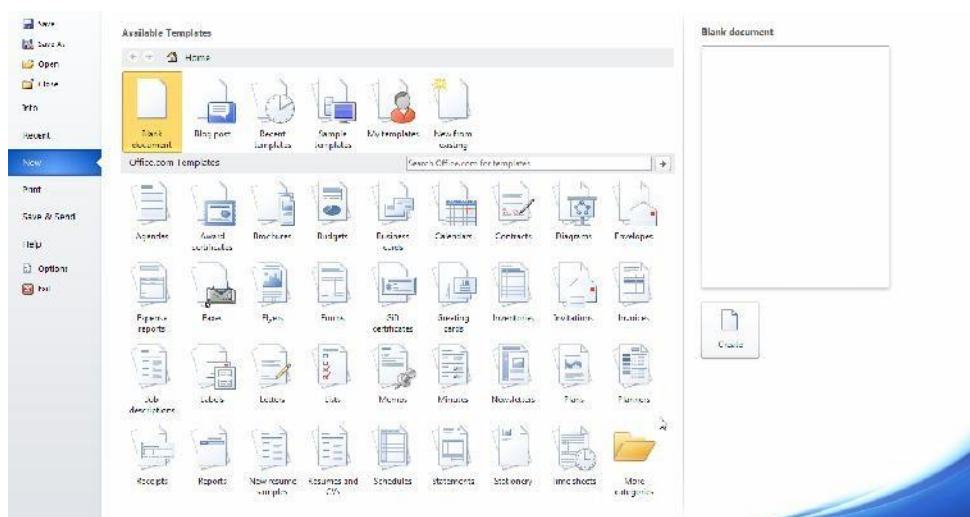 Save
Save As
Open
Close
Info
Recent
New
Print
Save & Send
Help
Options
Exit
Available Templates
Home
Blank
document
Blog post
Recent
templates
Sample
templates
My templates
New from
existing
Office.com Templates
Search Office.com for templates
Agendas
Award
certificates
Brochures
Budgets
Business
cards
Calendars
Contracts
Diagrams
Envelopes
Expense
reports
Faxes
Flyers
Forms
Gift
certificates
Greeting
cards
Inventories
Invitations
Invoices
Job
descriptions
Labels
Letters
Lists
Memos
Minutes
Newsletters
Plans
Planners
Receipts
Reports
New resume
samples
Resumes and
CVs
Schedules
Statements
Stationery
Time sheets
More
categories
Blank document
Create